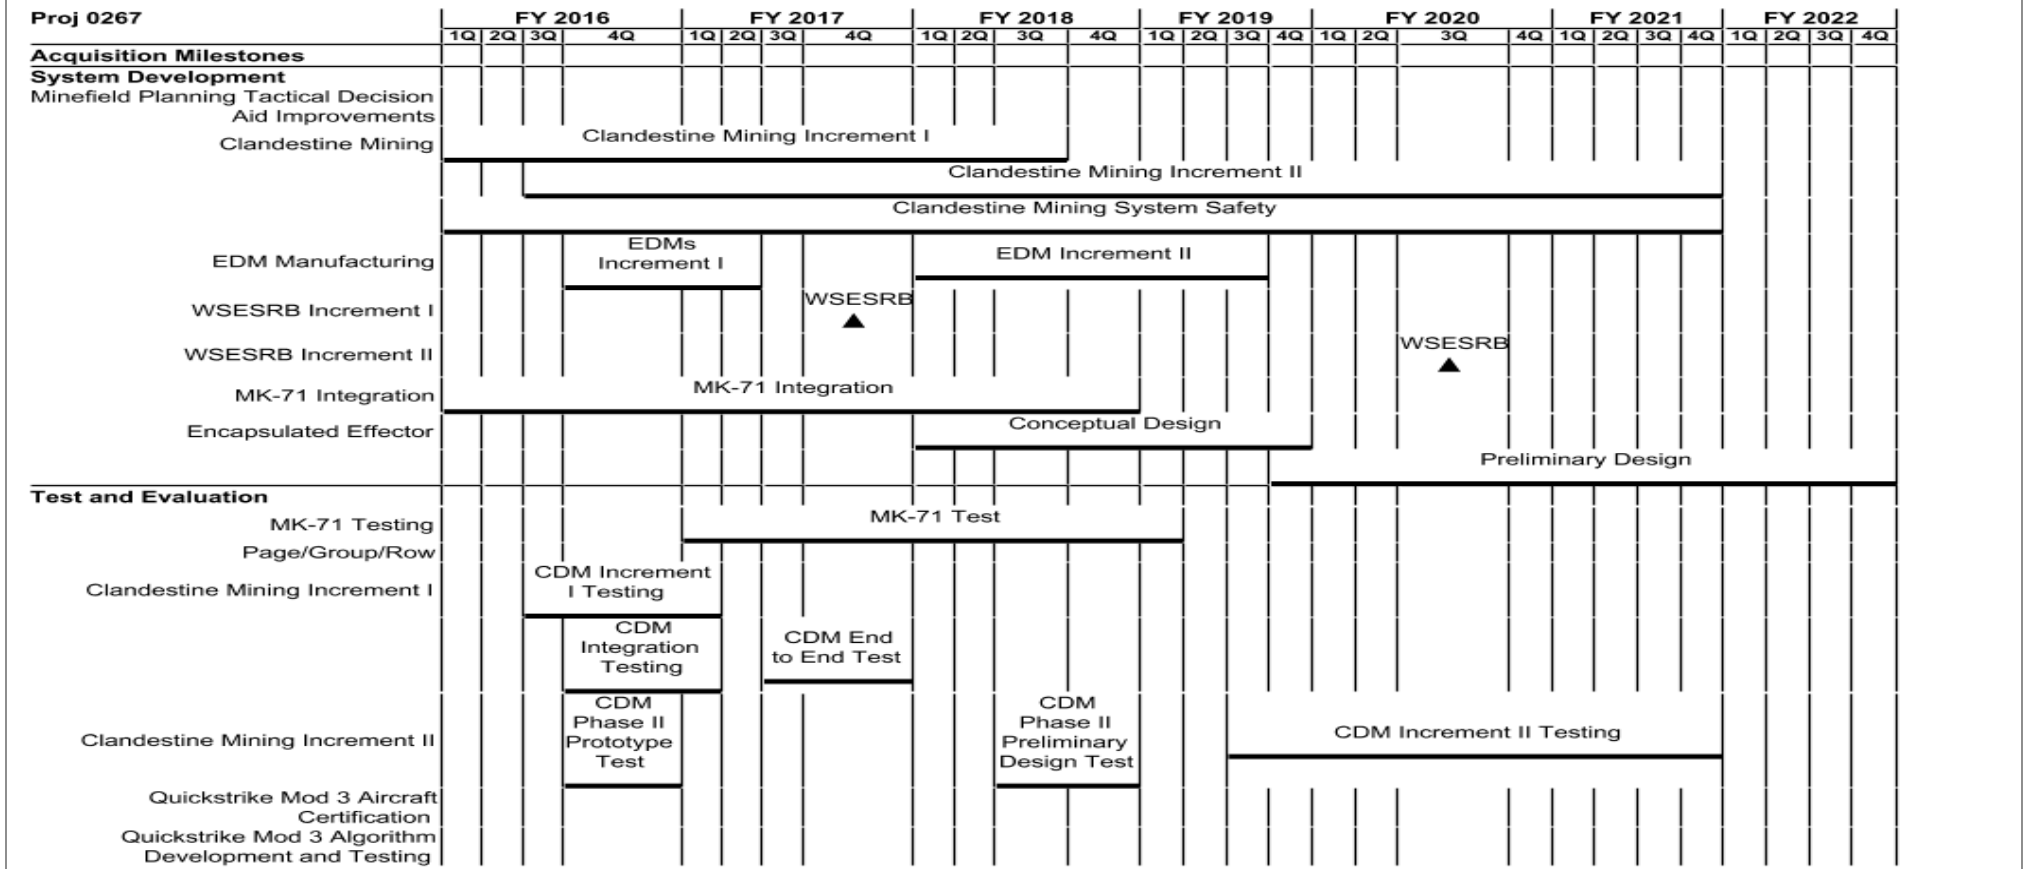 Proj 0267 FY 2016 FY 2017 FY 2018 FY 2019 FY 2020 FY 2021 FY 2022
1Q 2Q 3Q 4Q 1Q 2Q 3Q 4Q 1Q 2Q 3Q 4Q 1Q 2Q 3Q 4Q 1Q 2Q 3Q 4Q 1Q 2Q 3Q 4Q 1Q 2Q 3Q 4Q
Acquisition Milestones
System Development
Minefield Planning Tactical Decision
Aid Improvements
Clandestine Mining Increment I
Clandestine Mining
Clandestine Mining Increment II
Clandestine Mining System Safety
EDMs
Increment I
EDM Increment II
EDM Manufacturing
WSESRB
WSESRB Increment I
WSESRB
WSESRB Increment II
MK-71 Integration
MK-71 Integration
Conceptual Design
Encapsulated Effector
Preliminary Design
Test and Evaluation
MK-71 Test
MK-71 Testing
Page/Group/Row
CDM Increment
I Testing
Clandestine Mining Increment I
CDM
Integration
Testing
CDM End
to End Test
CDM
Phase II
Prototype
Test
CDM
Phase II
Preliminary
Design Test
CDM Increment II Testing
Clandestine Mining Increment II
Quickstrike Mod 3 Aircraft
Certification
Quickstrike Mod 3 Algorithm
Development and Testing